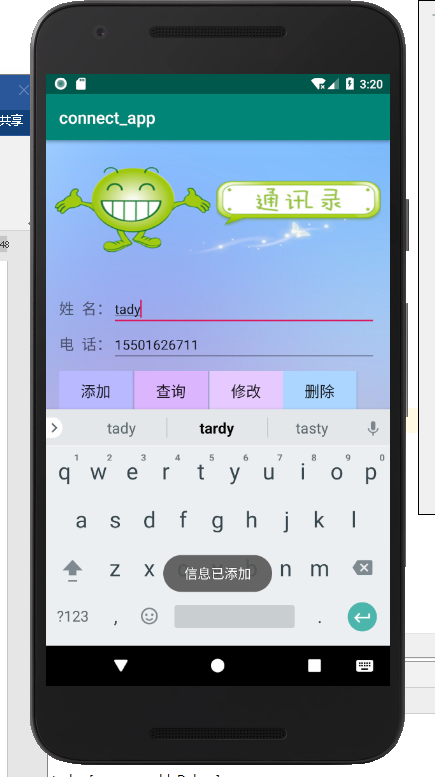 共享
48
3:20
connect_app
通讯录
姓 名: tady
电 话: 15501626711
添加 查询 修改 删除
tady tardy tasty
1 2 3 4 5 6 7 8 9 0
q w e r t y u i o p
a s d f g h j k l
z x n m
信息已添加
?123 , .